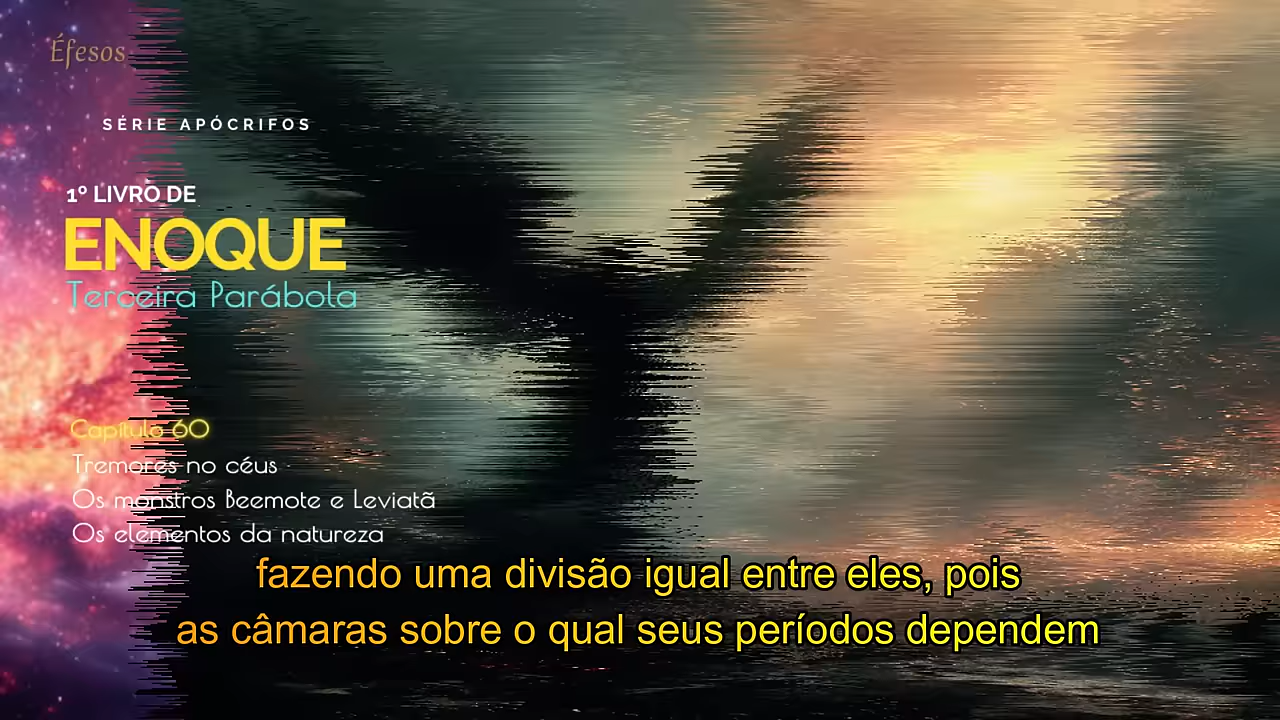 Éfesos
SÉRIE APÓCRIFOS
1º LIVRO DE
ENOQUE
Terceira Parábola
Capítulo 60
Tremores no céus
Os monstros Beemote e Leviatã
Os elementos da natureza
fazendo uma divisão igual entre eles, pois
as câmaras sobre o qual seus períodos dependem